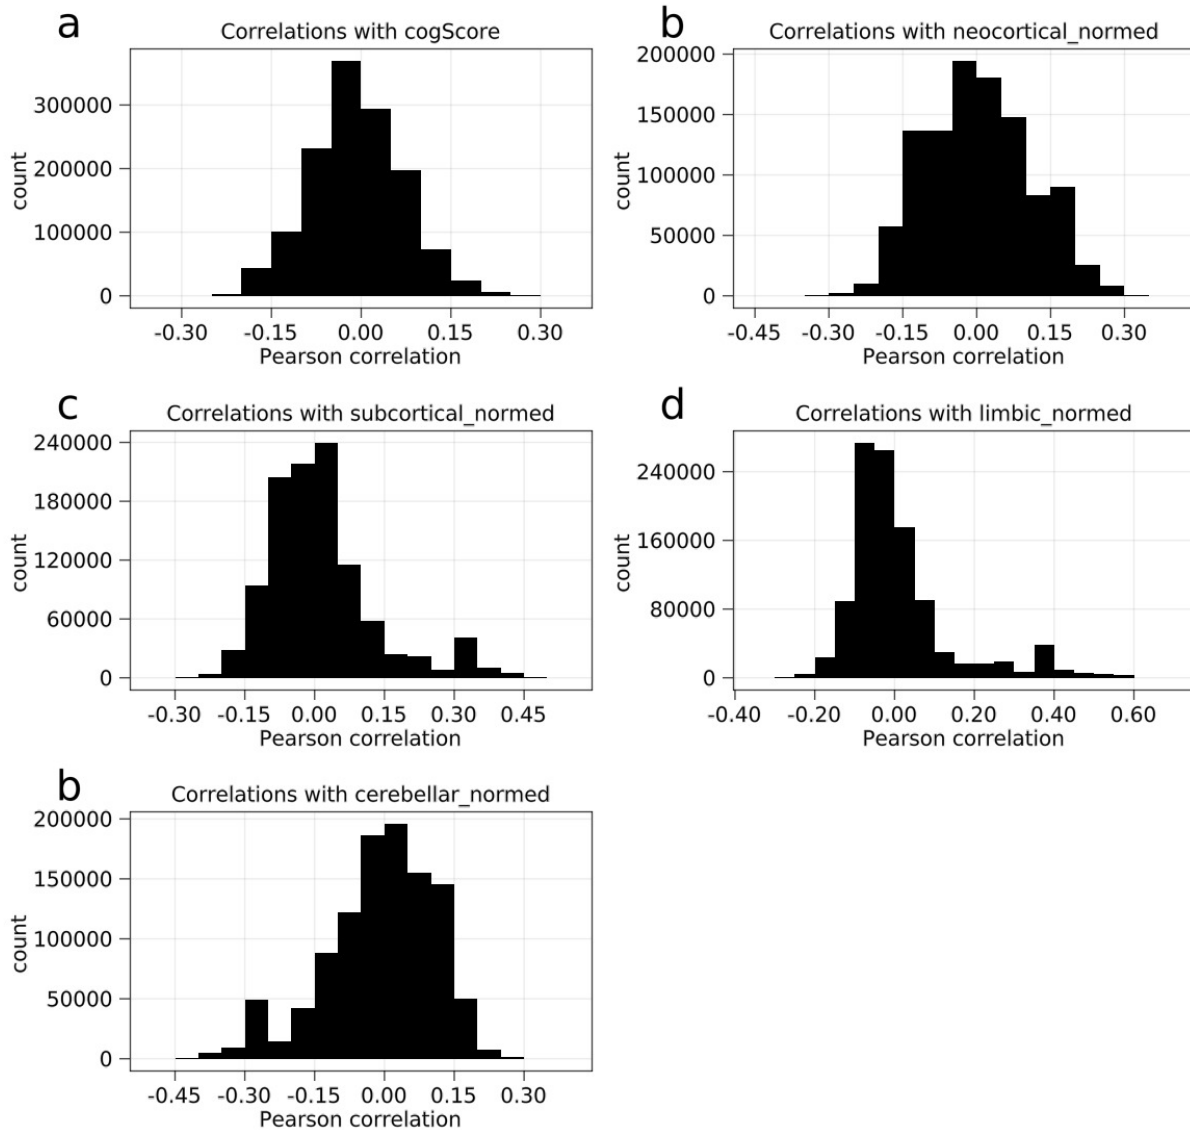 a
Correlations with cogScore
300000
200000
100000
0
count
-0.30 -0.15 0.00 0.15 0.30
Pearson correlation
b
Correlations with neocortical_normed
200000
150000
100000
50000
0
count
-0.45 -0.30 -0.15 0.00 0.15 0.30
Pearson correlation
c
Correlations with subcortical_normed
240000
180000
120000
60000
0
count
-0.30 -0.15 0.00 0.15 0.30 0.45
Pearson correlation
d
Correlations with limbic_normed
240000
160000
80000
0
count
-0.40 -0.20 0.00 0.20 0.40 0.60
Pearson correlation
b
Correlations with cerebellar_normed
200000
150000
100000
50000
0
count
-0.45 -0.30 -0.15 0.00 0.15 0.30
Pearson correlation